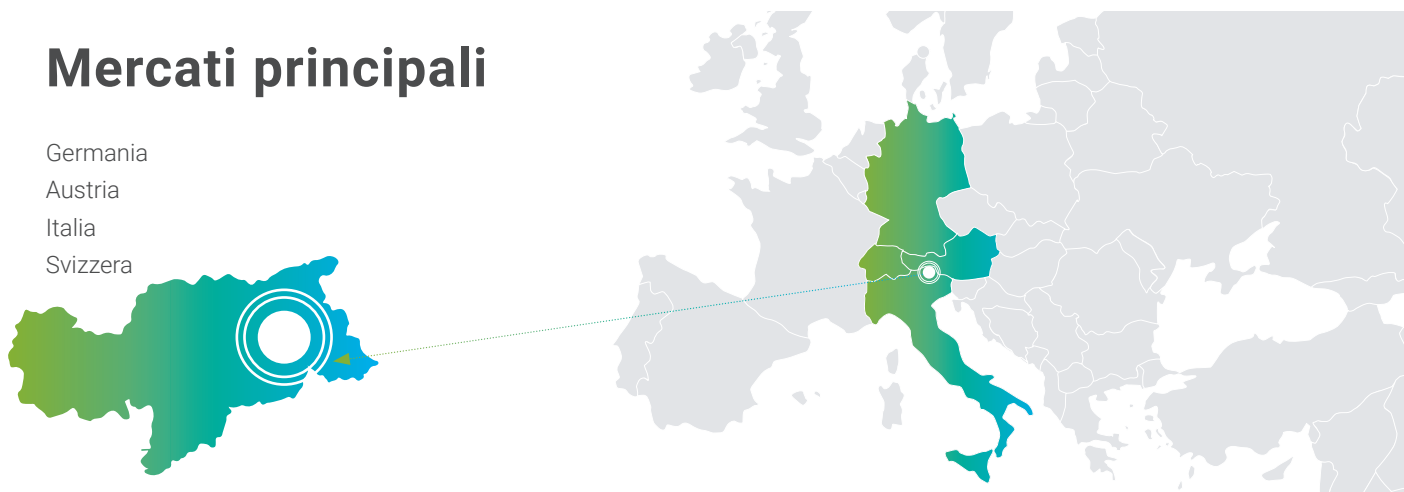 Mercati principali
Germania
Austria
Italia
Svizzera